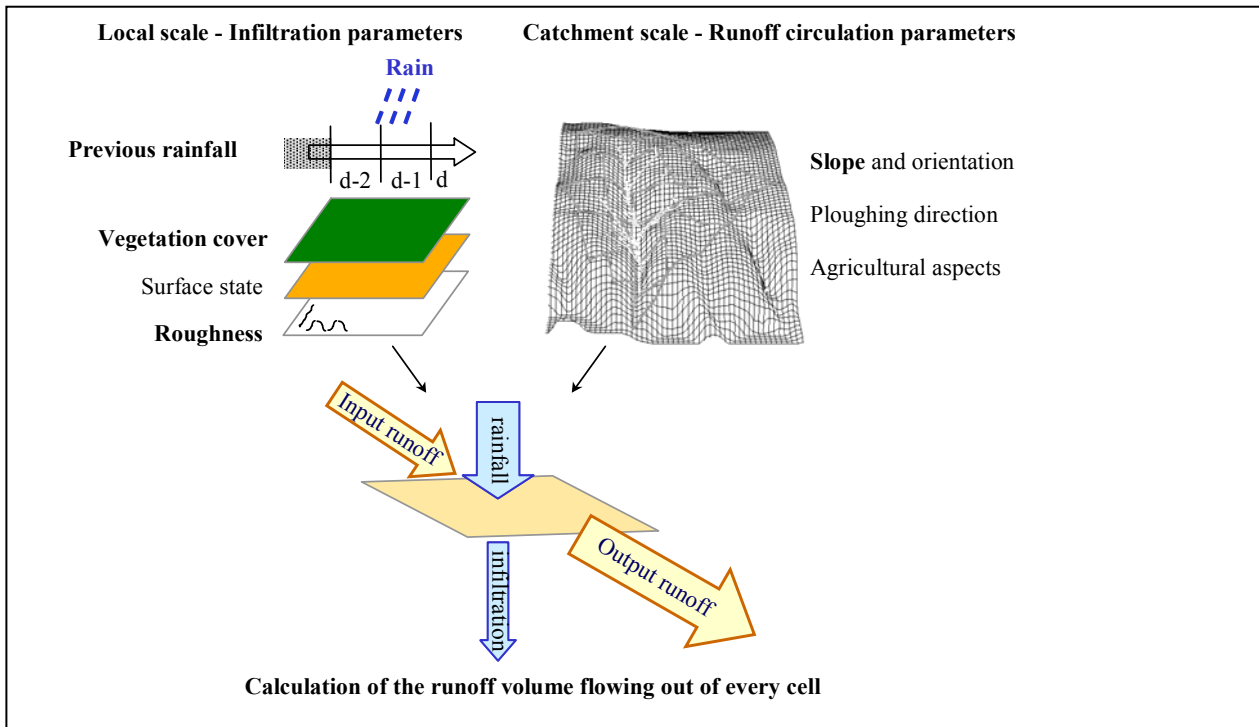 Local scale - Infiltration parameters
Catchment scale - Runoff circulation parameters
Rain
Previous rainfall
d-2
d-1
d
Vegetation cover
Surface state
Roughness
Slope and orientation
Ploughing direction
Agricultural aspects
Input runoff
rainfall
infiltration
Output runoff
Calculation of the runoff volume flowing out of every cell